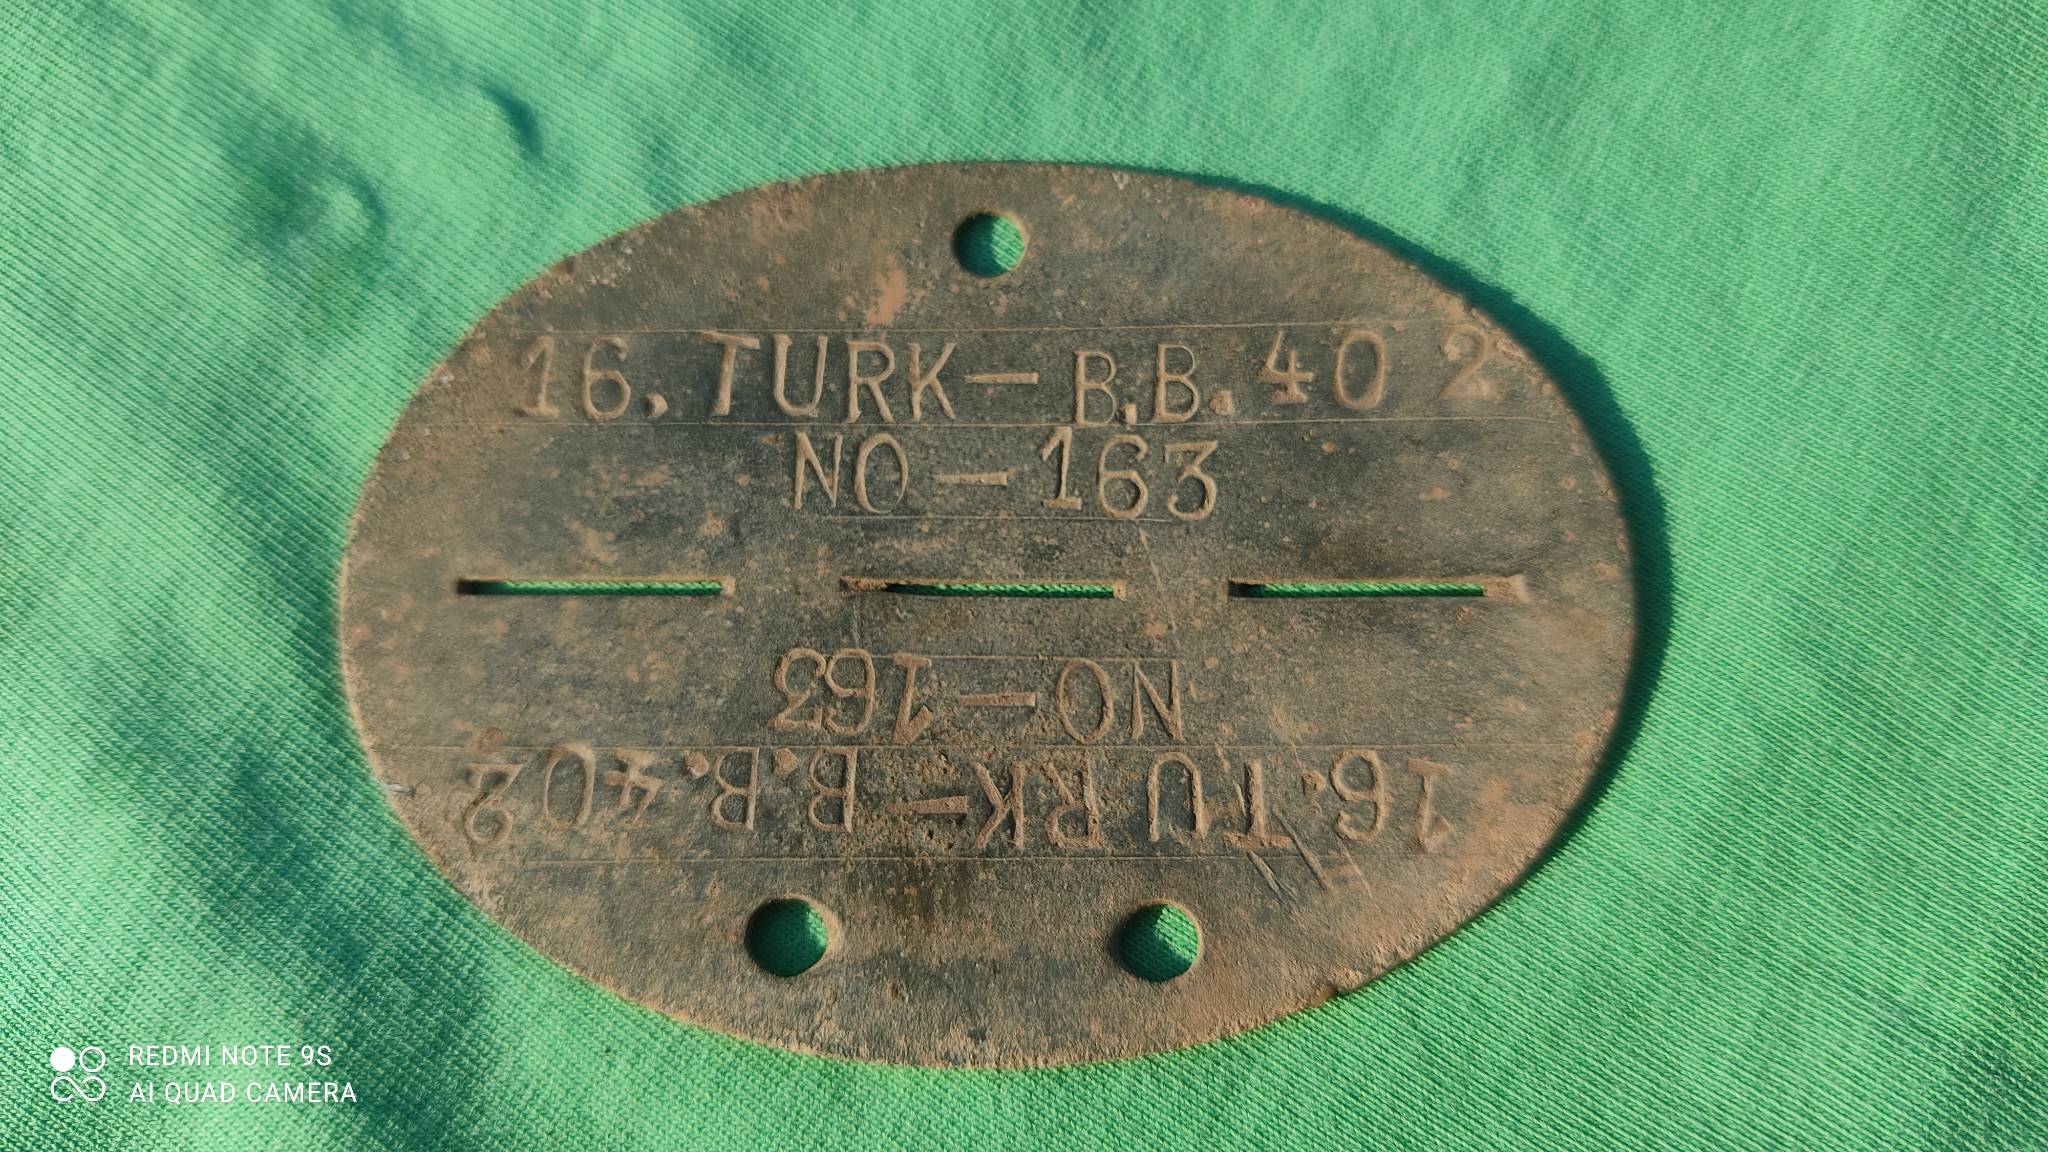 16. TURK – B.B. 402
NO – 163
NO – 163
16. TURK – B.B. 402
REDMI NOTE 9S
AI QUAD CAMERA